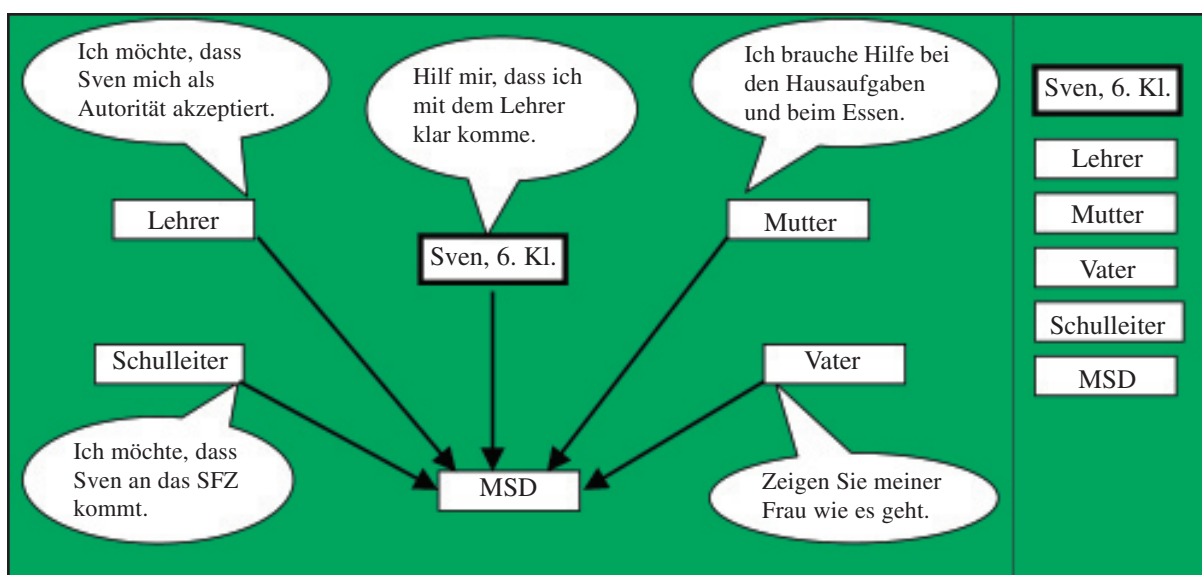 Ich möchte, dass
Sven mich als
Autorität akzeptiert.
Hilf mir, dass ich
mit dem Lehrer
klar komme.
Ich brauche Hilfe bei
den Hausaufgaben
und beim Essen.
Lehrer
Sven, 6. Kl.
Mutter
Schulleiter
Vater
Ich möchte, dass
Sven an das SFZ
kommt.
MSD
Zeigen Sie meiner
Frau wie es geht.
Sven, 6. Kl.
Lehrer
Mutter
Vater
Schulleiter
MSD